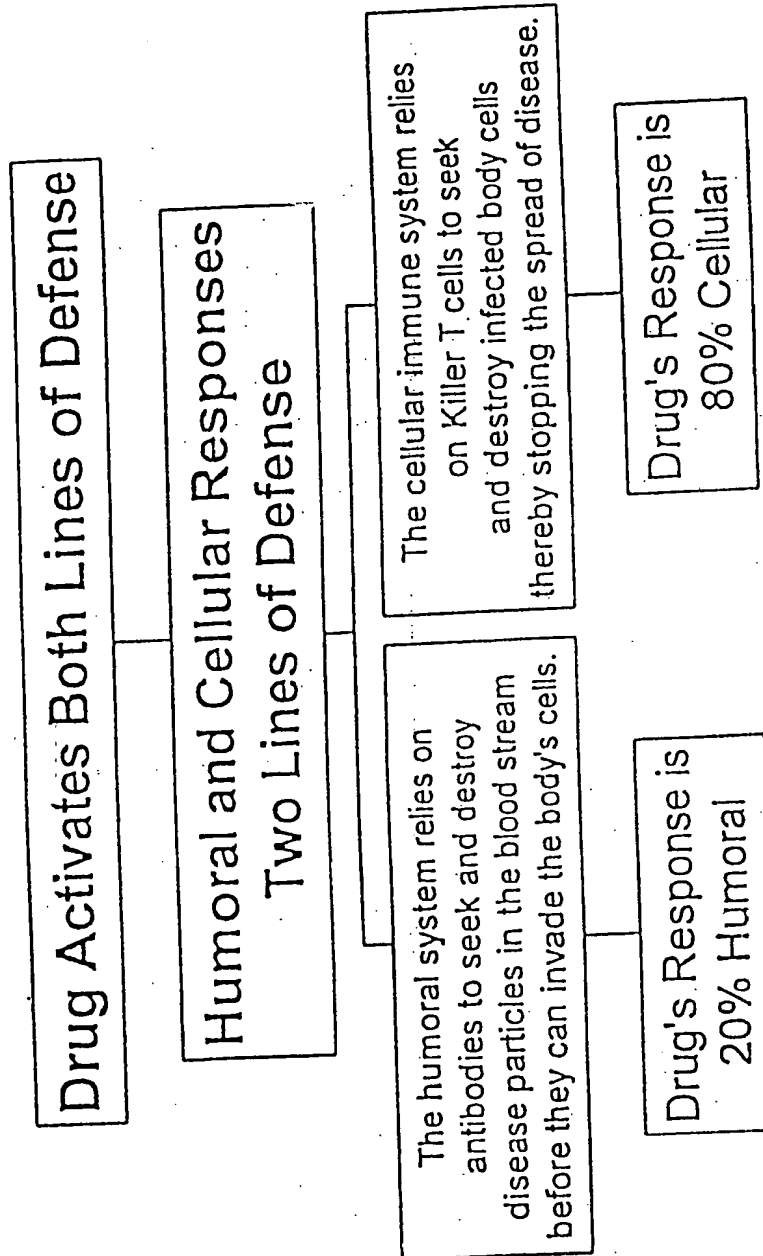 Drug Activates Both Lines of Defense
Humoral and Cellular Responses
Two Lines of Defense
The humoral system relies on
antibodies to seek and destroy
disease particles in the blood stream
before they can invade the body's cells.
Drug's Response is
20% Humoral
The cellular immune system relies
on Killer T cells to seek
and destroy infected body cells
thereby stopping the spread of disease.
Drug's Response is
80% Cellular